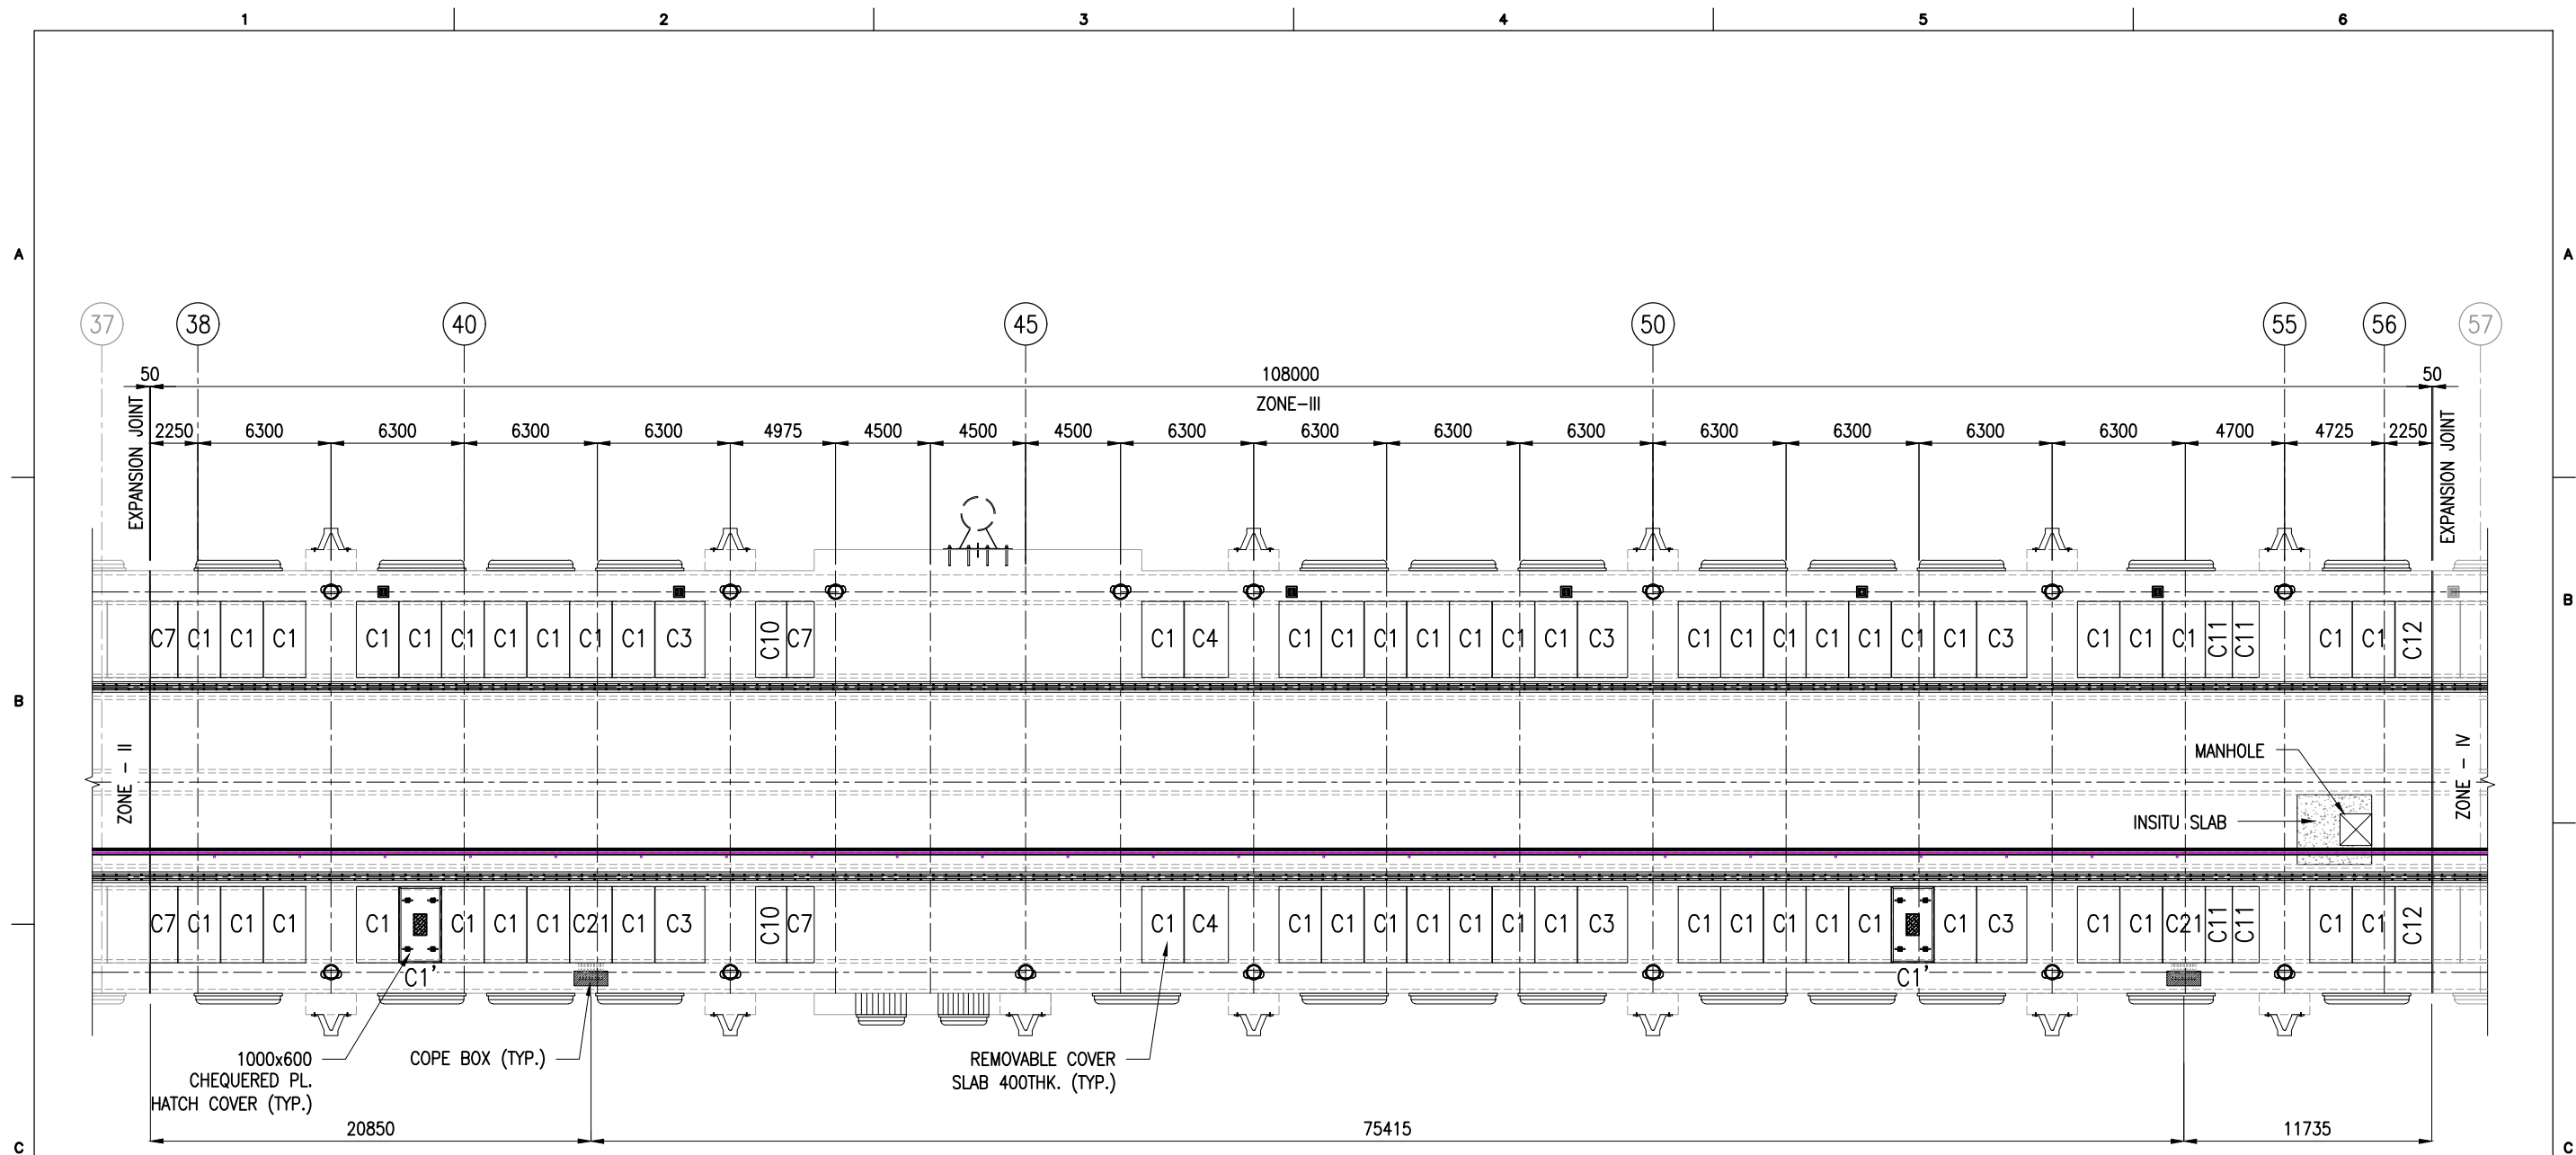 1 2 3 4 5 6
A A
37 38 40 45 50 55 56 57
50 108000 50
ZONE-III
2250 6300 6300 6300 6300 4975 4500 4500 4500 6300 6300 6300 6300 6300 6300 6300 6300 4700 4725 2250
EXPANSION JOINT
EXPANSION JOINT
B
C7 C1 C1 C1 C1 C1 C1 C1 C1 C1 C1 C3 C10 C7 C1 C4 C1 C1 C1 C1 C1 C1 C1 C3 C1 C1 C1 C1 C1 C1 C1 C3 C1 C1 C1 C11 C11 C1 C1 C12
B
ZONE - II
ZONE - IV
MANHOLE
INSITU SLAB
C7 C1 C1 C1 C1 C1 C1 C1 C21 C1 C3 C10 C7 C1 C4 C1 C1 C1 C1 C1 C1 C1 C3 C1 C1 C1 C1 C1 C1 C3 C1 C1 C21 C11 C11 C1 C1 C12
C1' C1'
1000x600
CHEQUERED PL.
HATCH COVER (TYP.)
COPE BOX (TYP.)
REMOVABLE COVER
SLAB 400THK. (TYP.)
20850 75415 11735
C C